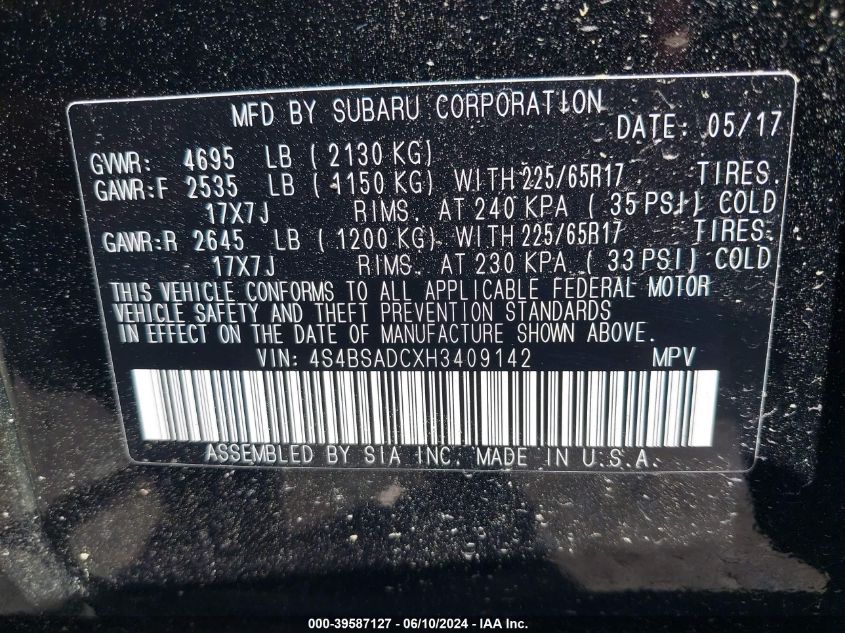 MFD BY SUBARU CORPORATION DATE: 05/17
GVWR: 4695 LB ( 2130 KG)
GAWR:F 2535 LB ( 1150 KG) WITH 225/65R17 TIRES.
17X7J RIMS. AT 240 KPA ( 35 PSI) COLD
GAWR:R 2645 LB ( 1200 KG) WITH 225/65R17 TIRES.
17X7J RIMS. AT 230 KPA ( 33 PSI) COLD
THIS VEHICLE CONFORMS TO ALL APPLICABLE FEDERAL MOTOR
VEHICLE SAFETY AND THEFT PREVENTION STANDARDS
IN EFFECT ON THE DATE OF MANUFACTURE SHOWN ABOVE.
VIN: 4S4BSADCXH3409142 MPV
ASSEMBLED BY SIA INC. MADE IN U.S.A.
000-39587127 - 06/10/2024 - © IAA Inc.